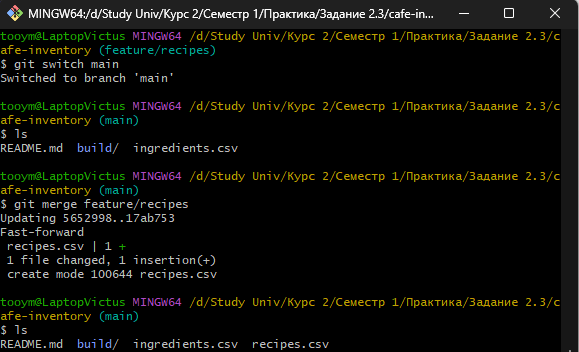 MINGW64:/d/Study Univ/Курс 2/Семестр 1/Практика/Задание 2.3/cafe-in...
tooym@LaptopVictus MINGW64 /d/Study Univ/Курс 2/Семестр 1/Практика/Задание 2.3/c
afe-inventory (feature/recipes)
$ git switch main
Switched to branch 'main'
tooym@LaptopVictus MINGW64 /d/Study Univ/Курс 2/Семестр 1/Практика/Задание 2.3/c
afe-inventory (main)
$ ls
README.md  build/  ingredients.csv
tooym@LaptopVictus MINGW64 /d/Study Univ/Курс 2/Семестр 1/Практика/Задание 2.3/c
afe-inventory (main)
$ git merge feature/recipes
Updating 5652998..17ab753
Fast-forward
 recipes.csv | 1 +
 1 file changed, 1 insertion(+)
 create mode 100644 recipes.csv
tooym@LaptopVictus MINGW64 /d/Study Univ/Курс 2/Семестр 1/Практика/Задание 2.3/c
afe-inventory (main)
$ ls
README.md  build/  ingredients.csv  recipes.csv